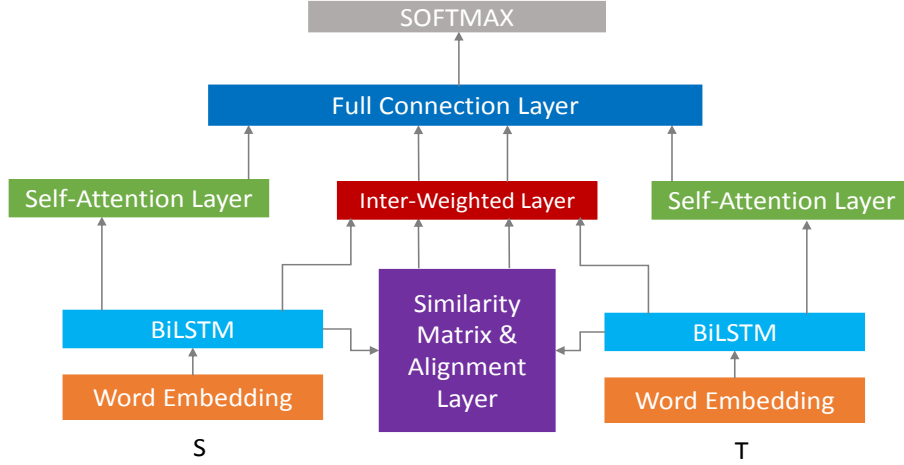 SOFTMAX
Full Connection Layer
Self-Attention Layer
Inter-Weighted Layer
Self-Attention Layer
Similarity
Matrix &
Alignment
Layer
BiLSTM
BiLSTM
Word Embedding
Word Embedding
S
T